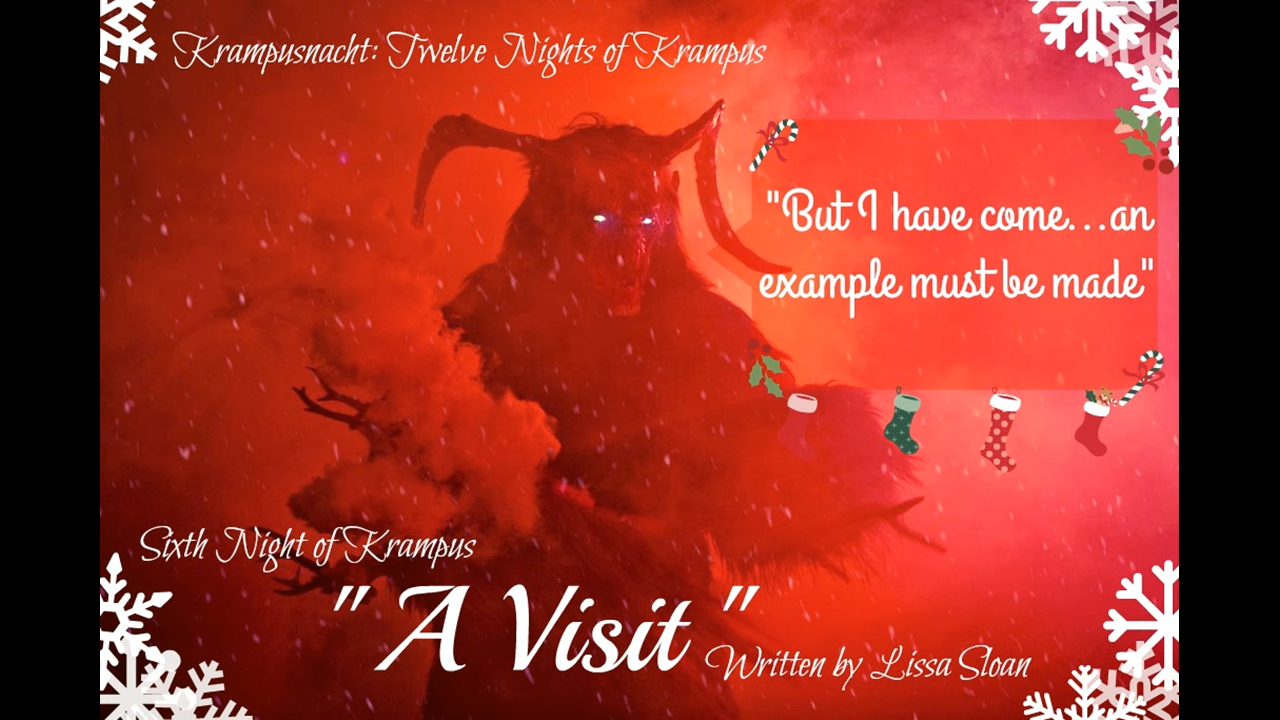 Krampusnacht: Twelve Nights of Krampus
"But I have come...an
example must be made"
Sixth Night of Krampus
" A Visit "
Written by Lissa Sloan